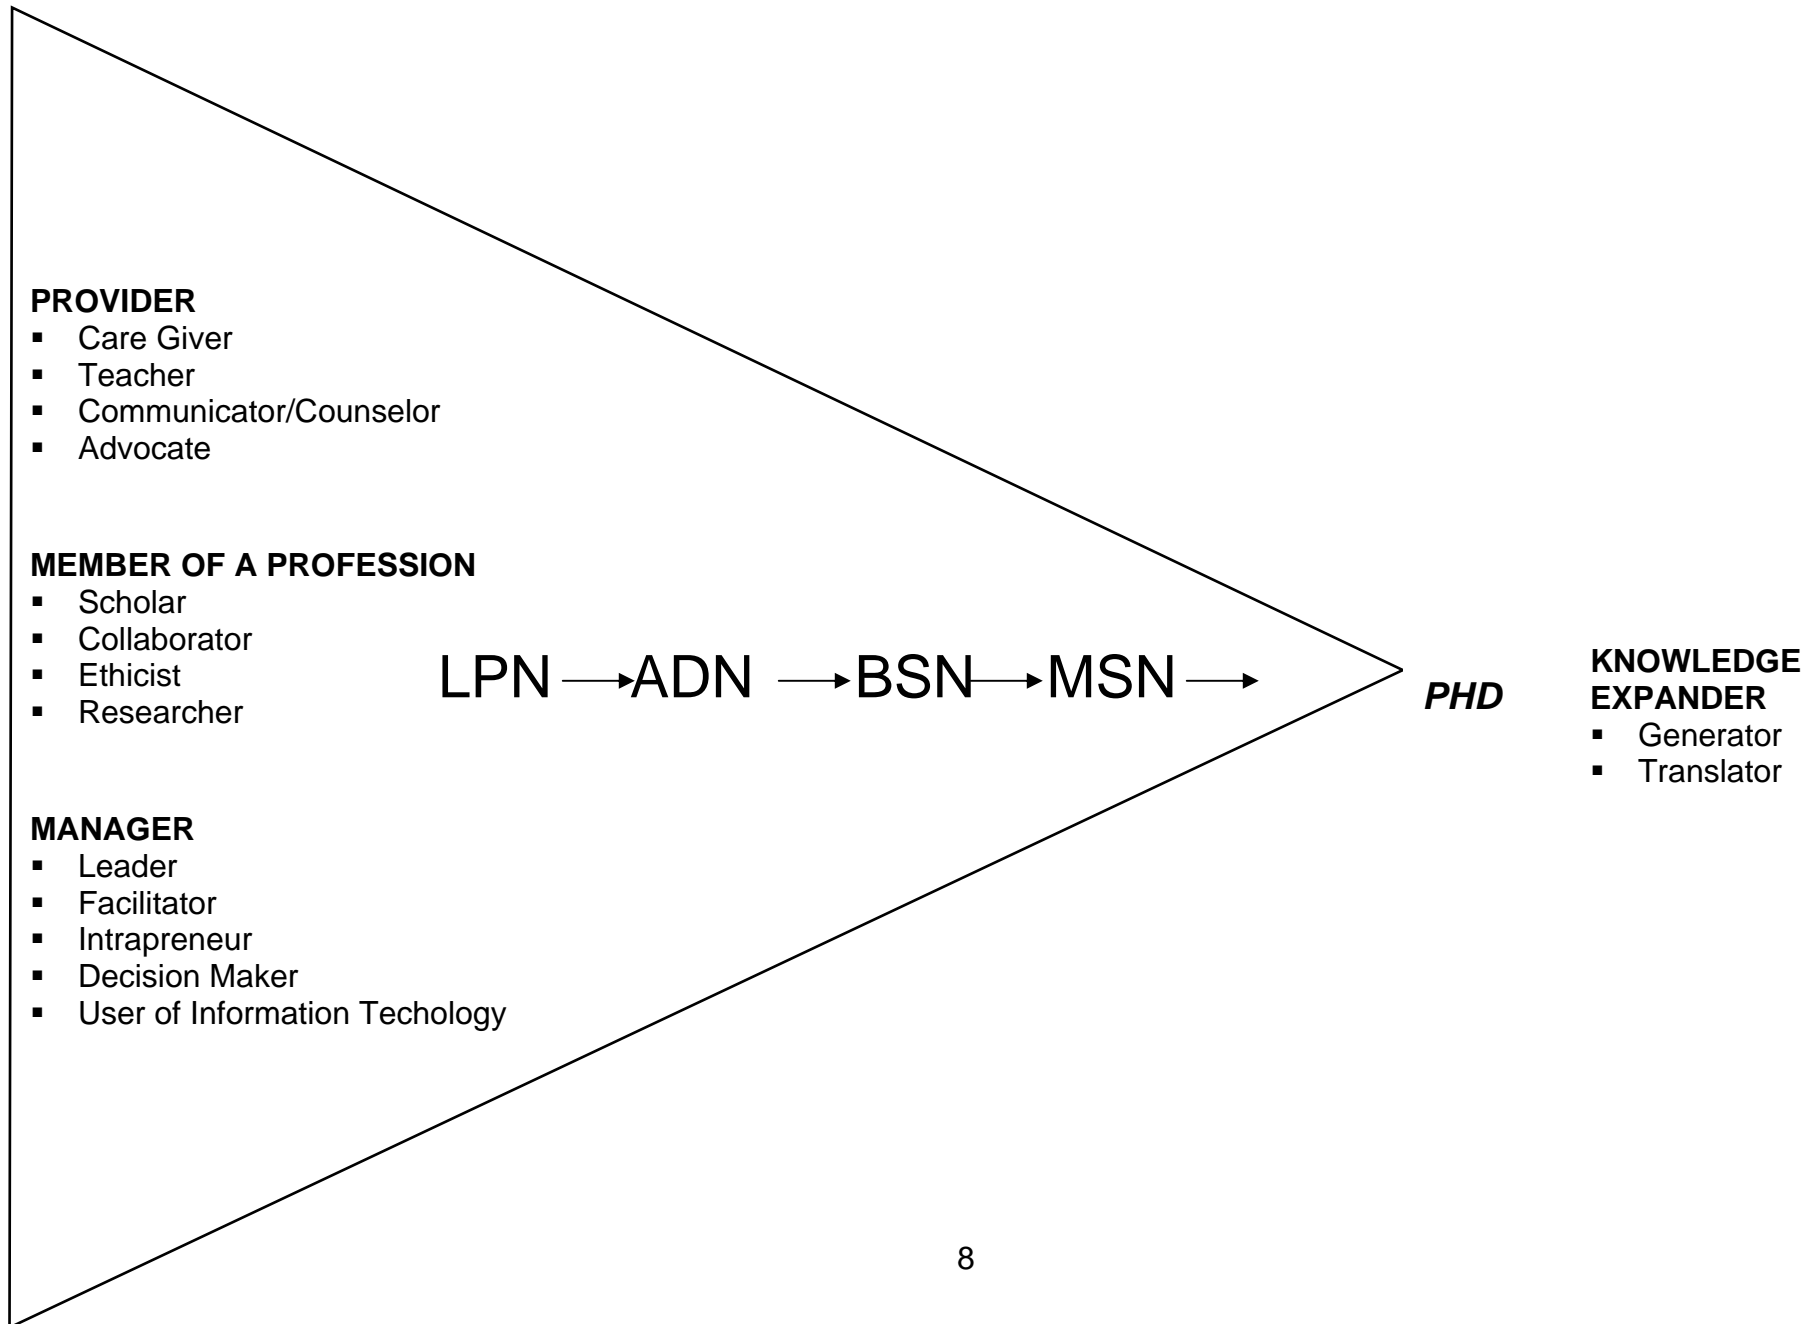 PROVIDER
▪ Care Giver
▪ Teacher
▪ Communicator/Counselor
▪ Advocate
MEMBER OF A PROFESSION
▪ Scholar
▪ Collaborator
▪ Ethicist
▪ Researcher
LPN → ADN → BSN → MSN →
PHD
KNOWLEDGE
EXPANDER
▪ Generator
▪ Translator
MANAGER
▪ Leader
▪ Facilitator
▪ Intrapreneur
▪ Decision Maker
▪ User of Information Techology
8